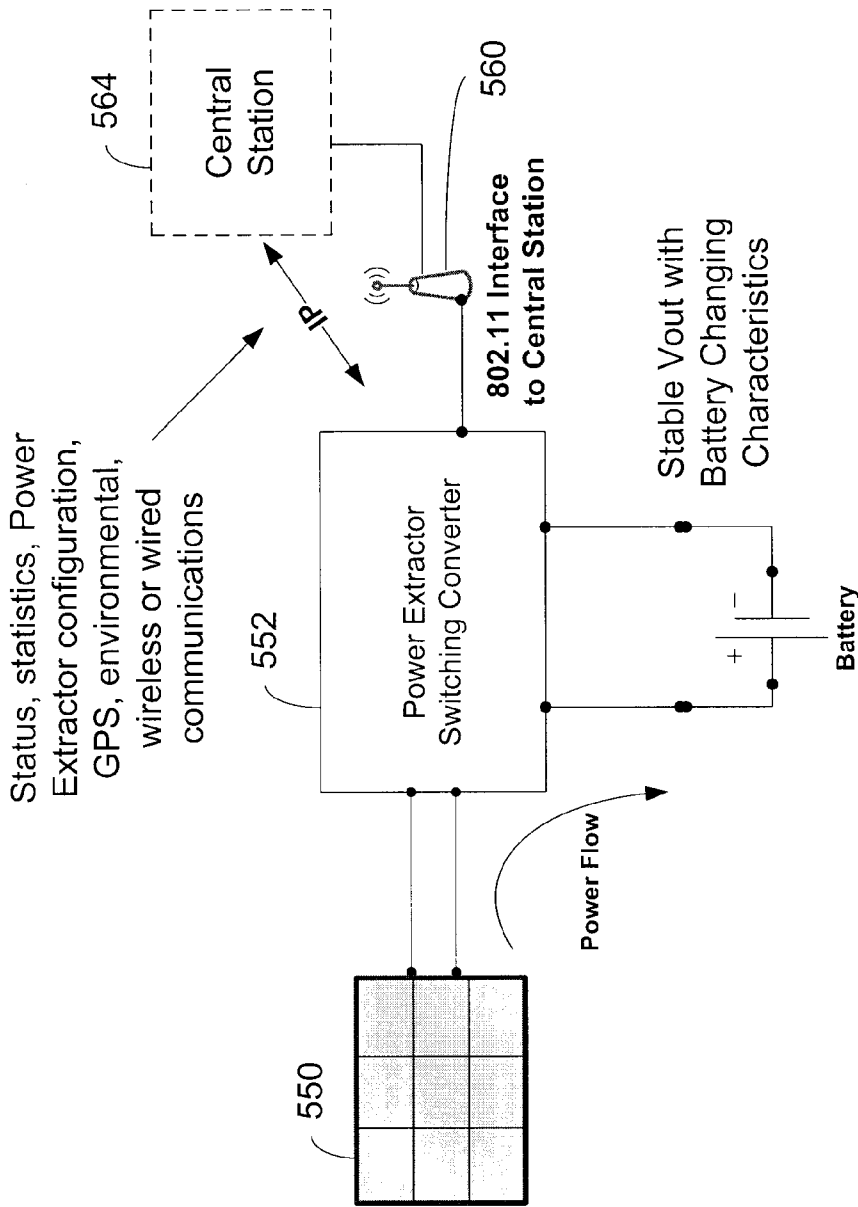 Status, statistics, Power
Extractor configuration,
GPS, environmental,
wireless or wired
communications
564
Central
Station
IP
560
802.11 Interface
to Central Station
552
Power Extractor
Switching Converter
550
Power Flow
Stable Vout with
Battery Changing
Characteristics
+
−
Battery